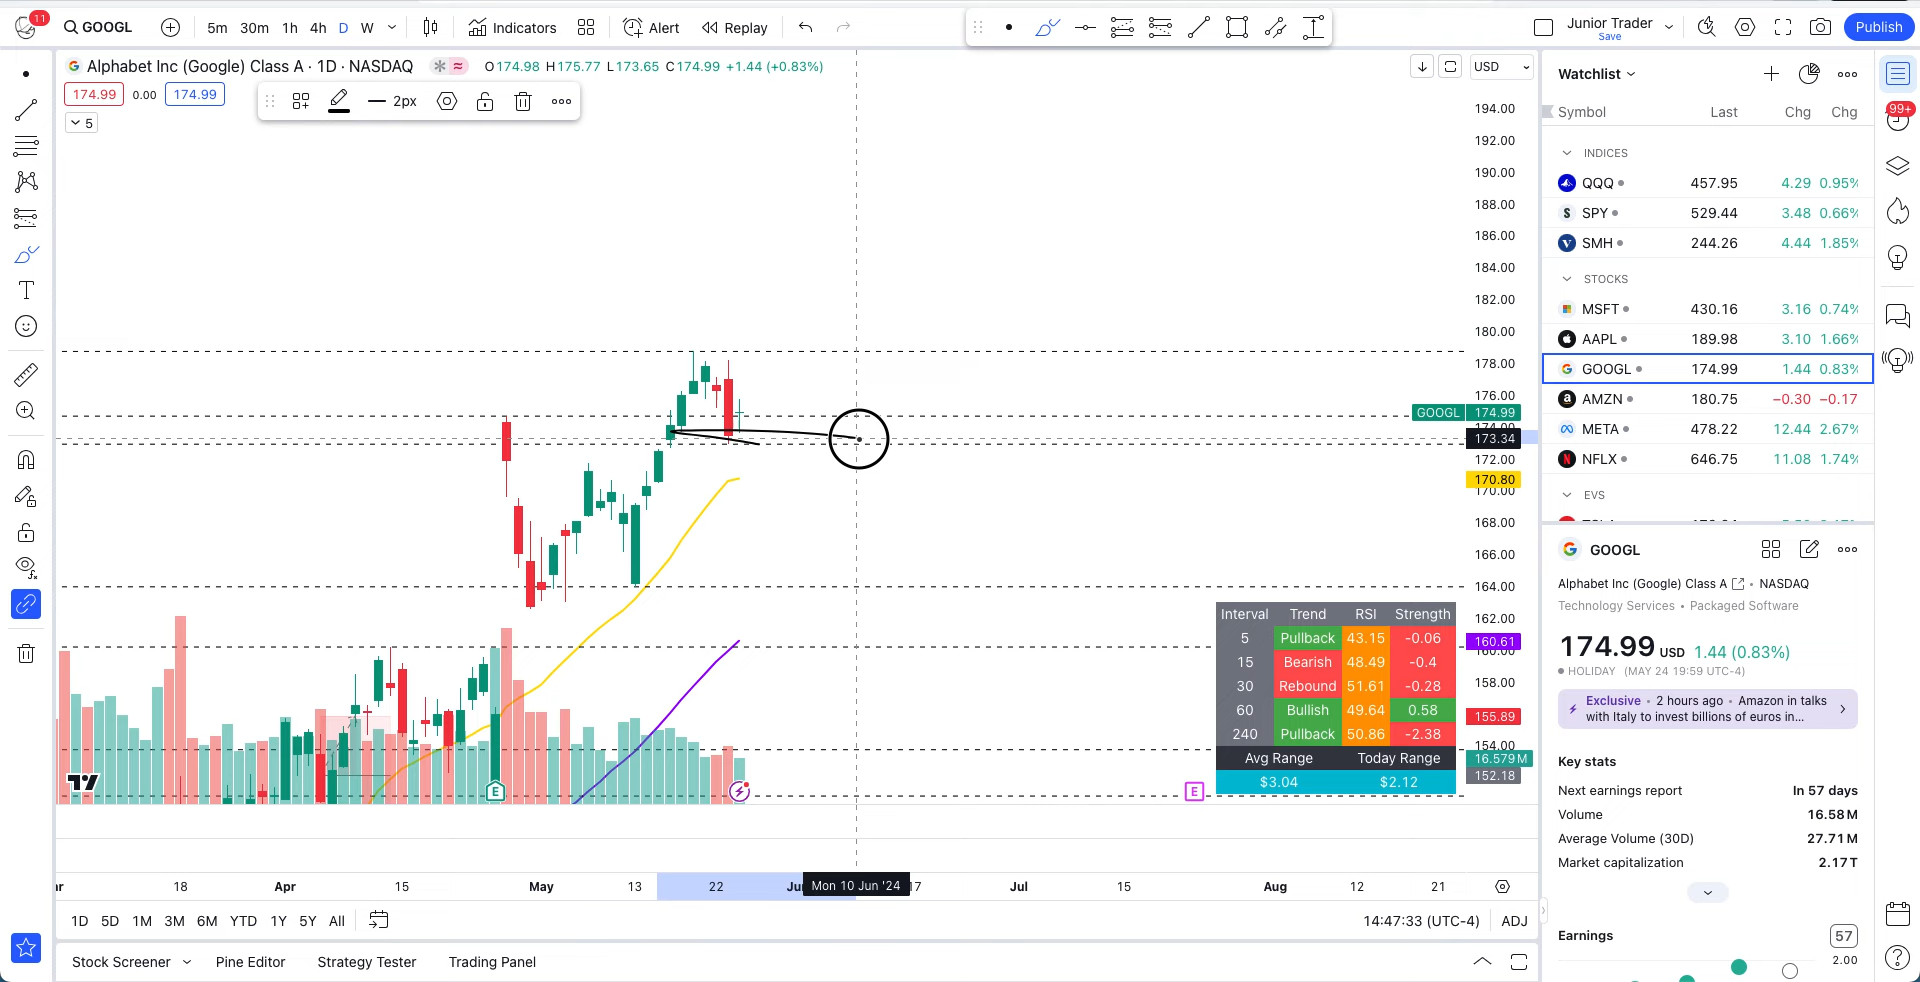 11
GOOGL
5m 30m 1h 4h D W
Indicators
Alert
Replay
Junior Trader
Save
Publish
Alphabet Inc (Google) Class A · 1D · NASDAQ
O174.98 H175.77 L173.65 C174.99 +1.44 (+0.83%)
USD
174.99 0.00 174.99
2px
5
194.00
192.00
190.00
188.00
186.00
184.00
182.00
180.00
178.00
176.00
GOOGL 174.99
174.00
173.34
172.00
170.80
170.00
168.00
166.00
164.00
162.00
160.61
160.00
158.00
155.89
154.00
16.579M
152.18
Interval Trend RSI Strength
5 Pullback 43.15 -0.06
15 Bearish 48.49 -0.4
30 Rebound 51.61 -0.28
60 Bullish 49.64 0.58
240 Pullback 50.86 -2.38
Avg Range Today Range
$3.04 $2.12
E
E
18 Apr 15 May 13 22 Mon 10 Jun '24 17 Jul 15 Aug 12 21
1D 5D 1M 3M 6M YTD 1Y 5Y All
14:47:33 (UTC-4) ADJ
Stock Screener Pine Editor Strategy Tester Trading Panel
Watchlist
Symbol Last Chg Chg
INDICES
QQQ 457.95 4.29 0.95%
SPY 529.44 3.48 0.66%
SMH 244.26 4.44 1.85%
STOCKS
MSFT 430.16 3.16 0.74%
AAPL 189.98 3.10 1.66%
GOOGL 174.99 1.44 0.83%
AMZN 180.75 −0.30 −0.17
META 478.22 12.44 2.67%
NFLX 646.75 11.08 1.74%
EVS
99+
GOOGL
Alphabet Inc (Google) Class A • NASDAQ
Technology Services • Packaged Software
174.99 USD 1.44 (0.83%)
HOLIDAY (MAY 24 19:59 UTC-4)
Exclusive • 2 hours ago • Amazon in talks
with Italy to invest billions of euros in...
Key stats
Next earnings report In 57 days
Volume 16.58M
Average Volume (30D) 27.71M
Market capitalization 2.17T
Earnings 57
2.00